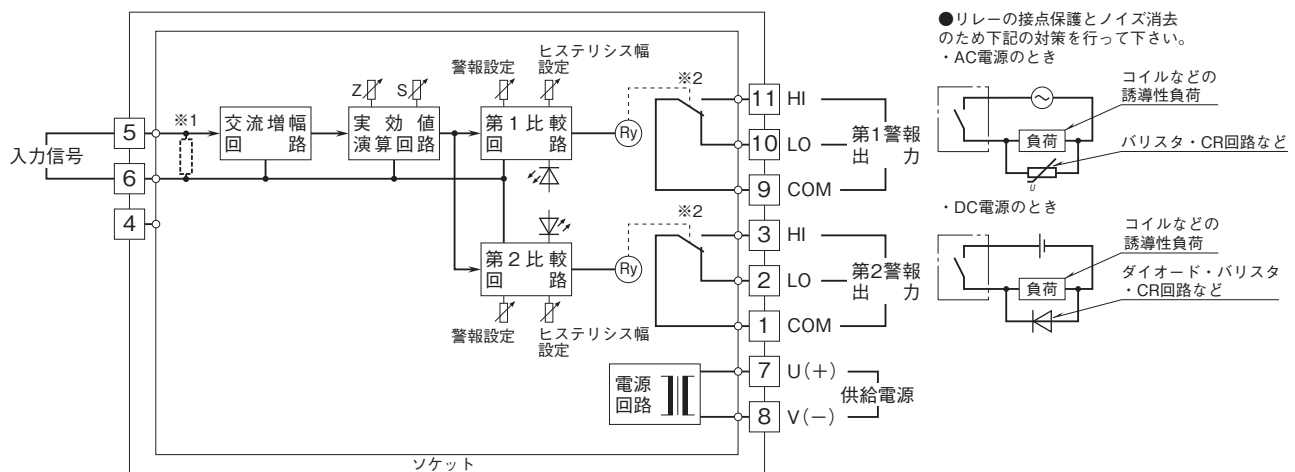 ●リレーの接点保護とノイズ消去
のため下記の対策を行って下さい。
・AC電源のとき
コイルなどの
誘導性負荷
負荷
バリスタ・CR回路など
U
・DC電源のとき
コイルなどの
誘導性負荷
負荷
ダイオード・バリスタ
・CR回路など
入力信号
5
6
4
※1
交流増幅
回路
Z
S
実効値
演算回路
警報設定
ヒステリシス幅
設定
第1比較
回路
Ry
※2
11 HI
10 LO
9 COM
第1警報
出力
第2比較
回路
警報設定
ヒステリシス幅
設定
Ry
※2
3 HI
2 LO
1 COM
第2警報
出力
電源
回路
7 U(+)
8 V(−)
供給電源
ソケット